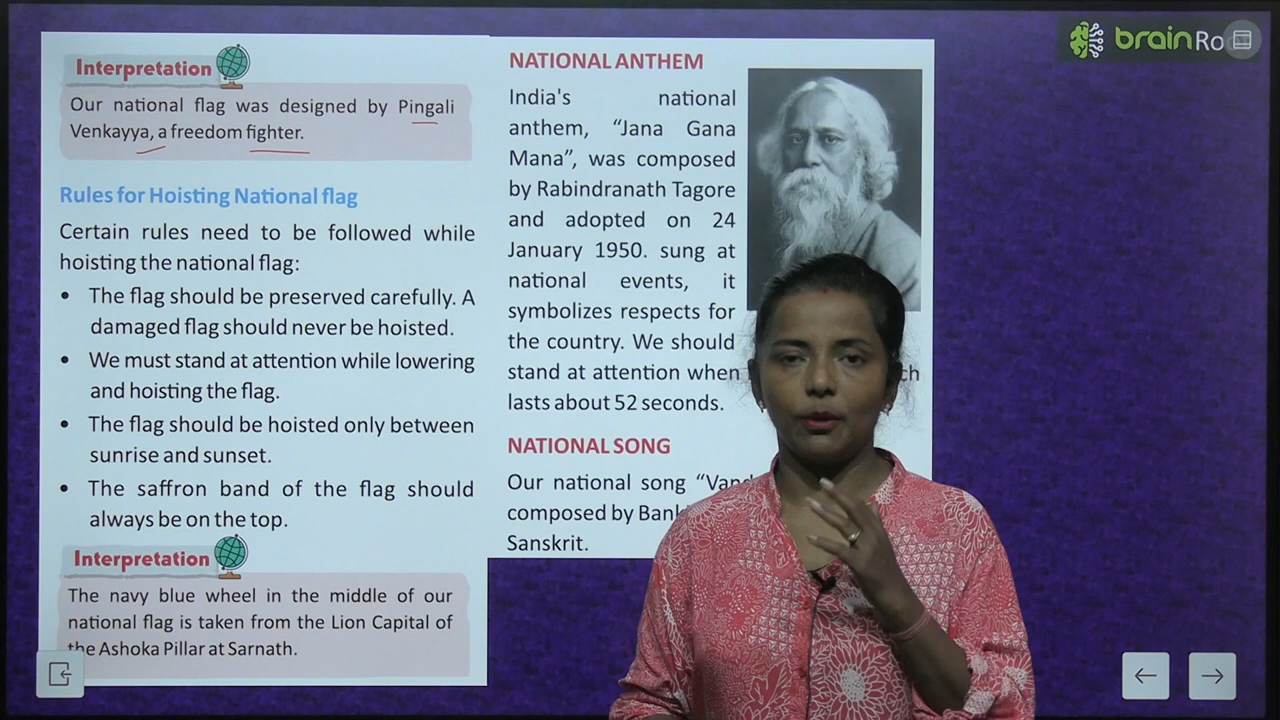 Interpretation
Our national flag was designed by Pingali
Venkayya, a freedom fighter.
Rules for Hoisting National flag
Certain rules need to be followed while
hoisting the national flag:
• The flag should be preserved carefully. A
damaged flag should never be hoisted.
• We must stand at attention while lowering
and hoisting the flag.
• The flag should be hoisted only between
sunrise and sunset.
• The saffron band of the flag should
always be on the top.
Interpretation
The navy blue wheel in the middle of our
national flag is taken from the Lion Capital of
the Ashoka Pillar at Sarnath.
NATIONAL ANTHEM
India's national
anthem, “Jana Gana
Mana”, was composed
by Rabindranath Tagore
and adopted on 24
January 1950. sung at
national events, it
symbolizes respects for
the country. We should
stand at attention when
lasts about 52 seconds.
NATIONAL SONG
Our national song
composed by
Sanskrit.
brain